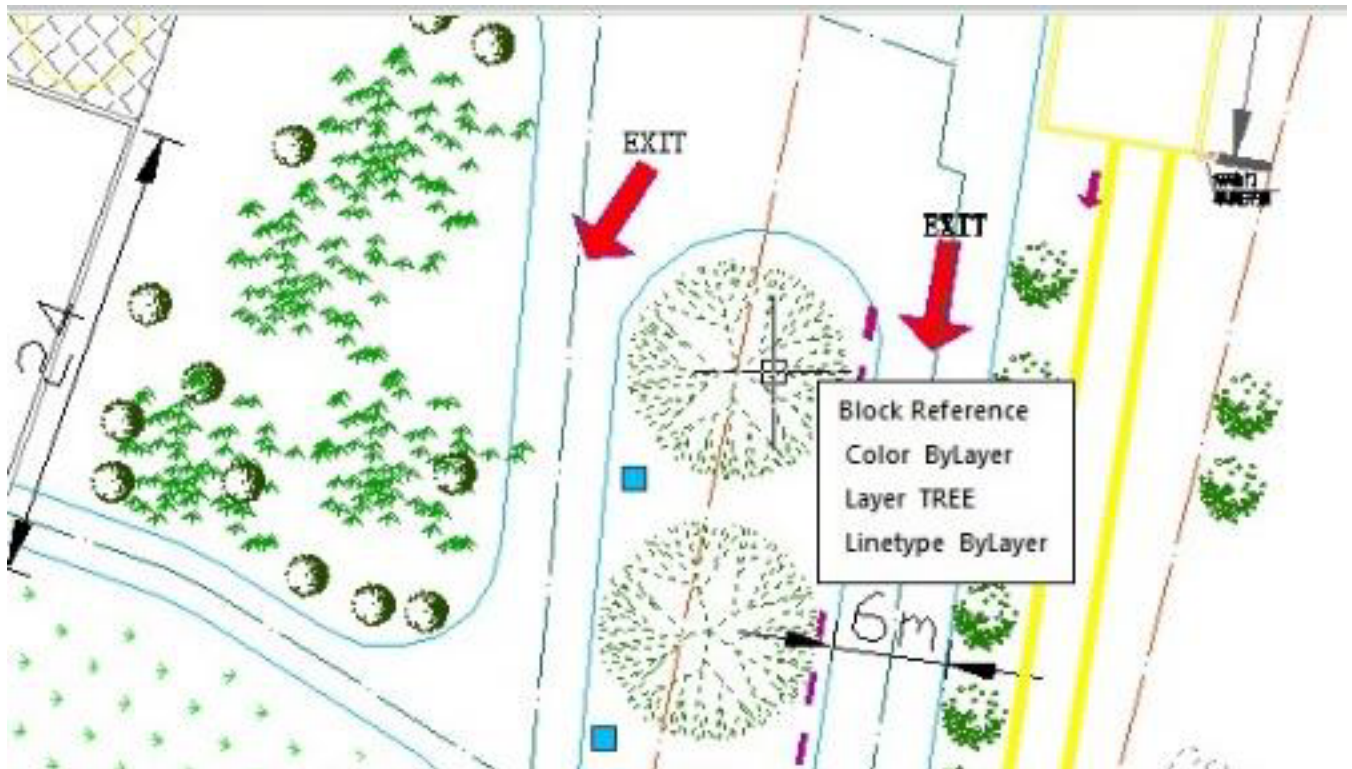 EXIT
EXIT
24
Block Reference
Color ByLayer
Layer TREE
Linetype ByLayer
6m